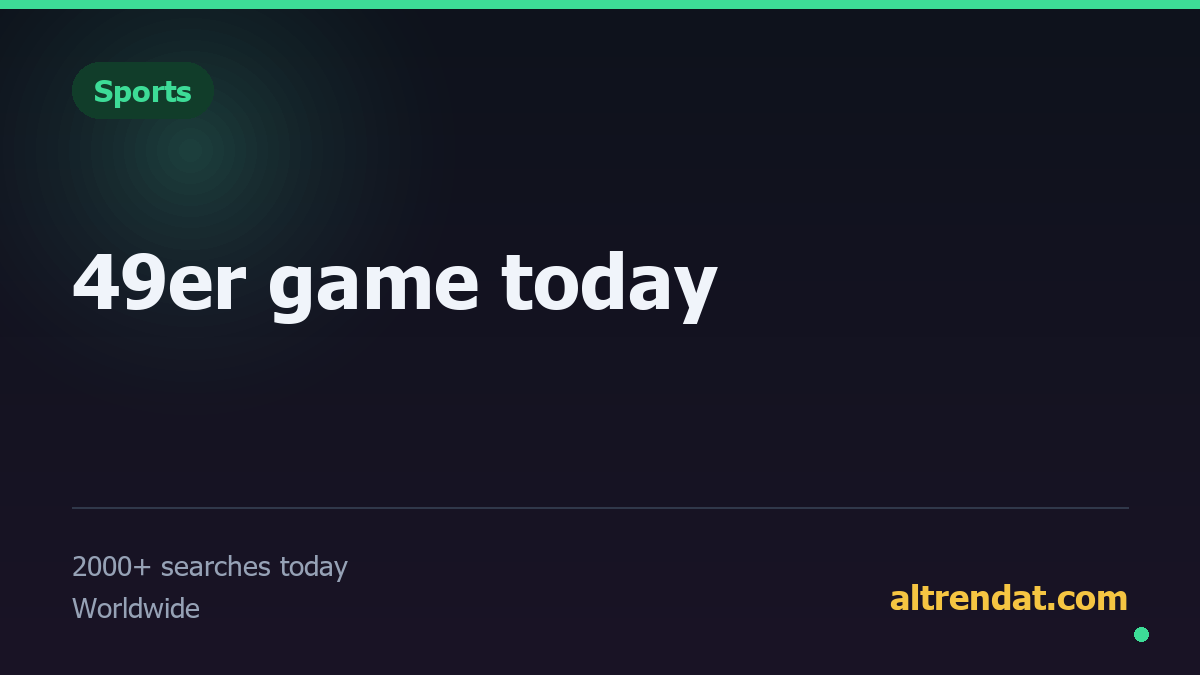 Sports
49er game today
2000+ searches today
Worldwide
altrendat.com